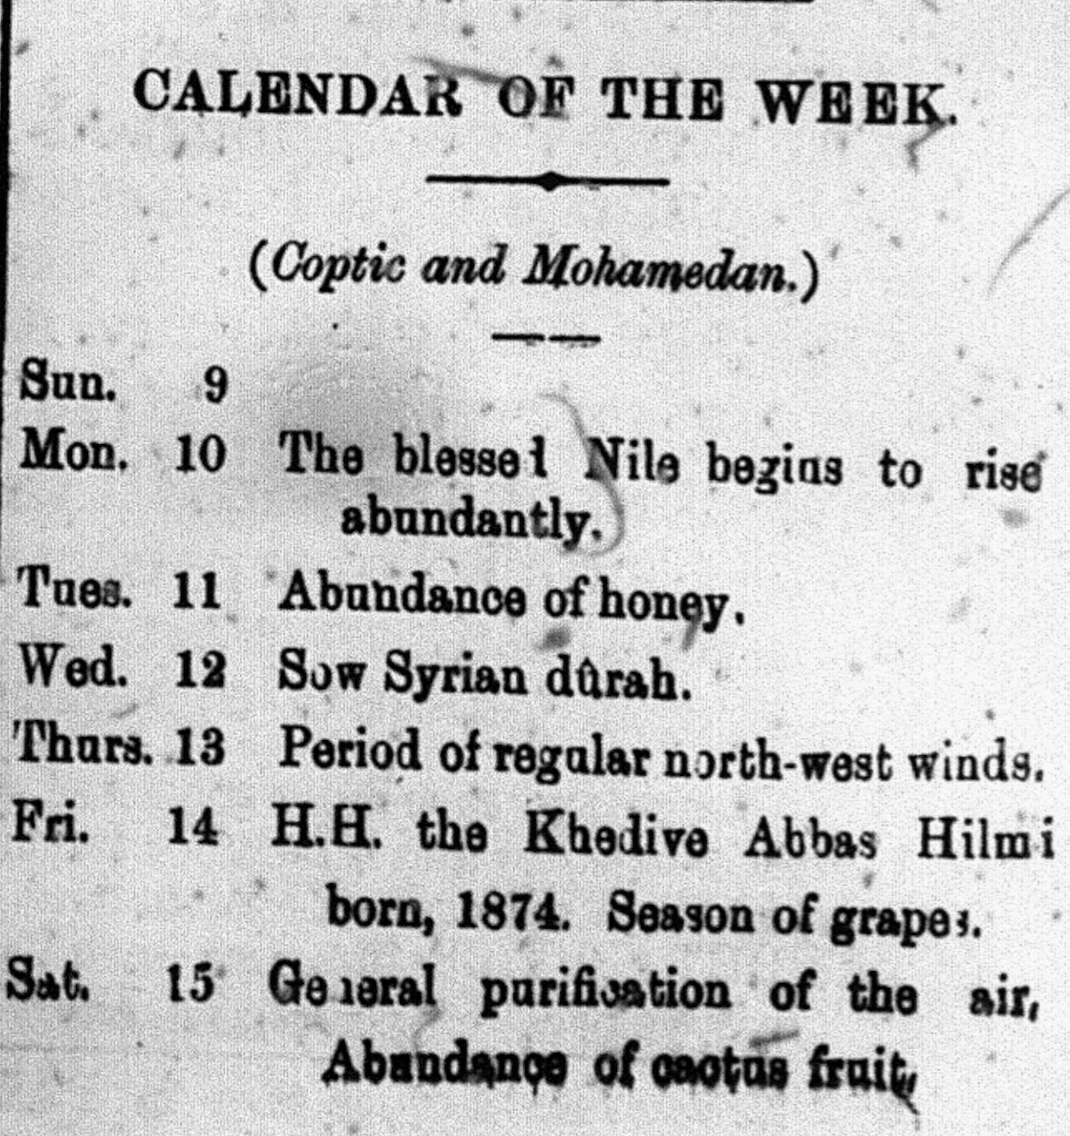 CALENDAR OF THE WEEK.
(Coptic and Mohamedan.)
Sun. 9
Mon. 10 The blessed Nile begins to rise
abundantly.
Tues. 11 Abundance of honey.
Wed. 12 Sow Syrian dûrah.
Thurs. 13 Period of regular north-west winds.
Fri. 14 H.H. the Khedive Abbas Hilmi
born, 1874. Season of grapes.
Sat. 15 General purification of the air,
Abundance of cactus fruit,